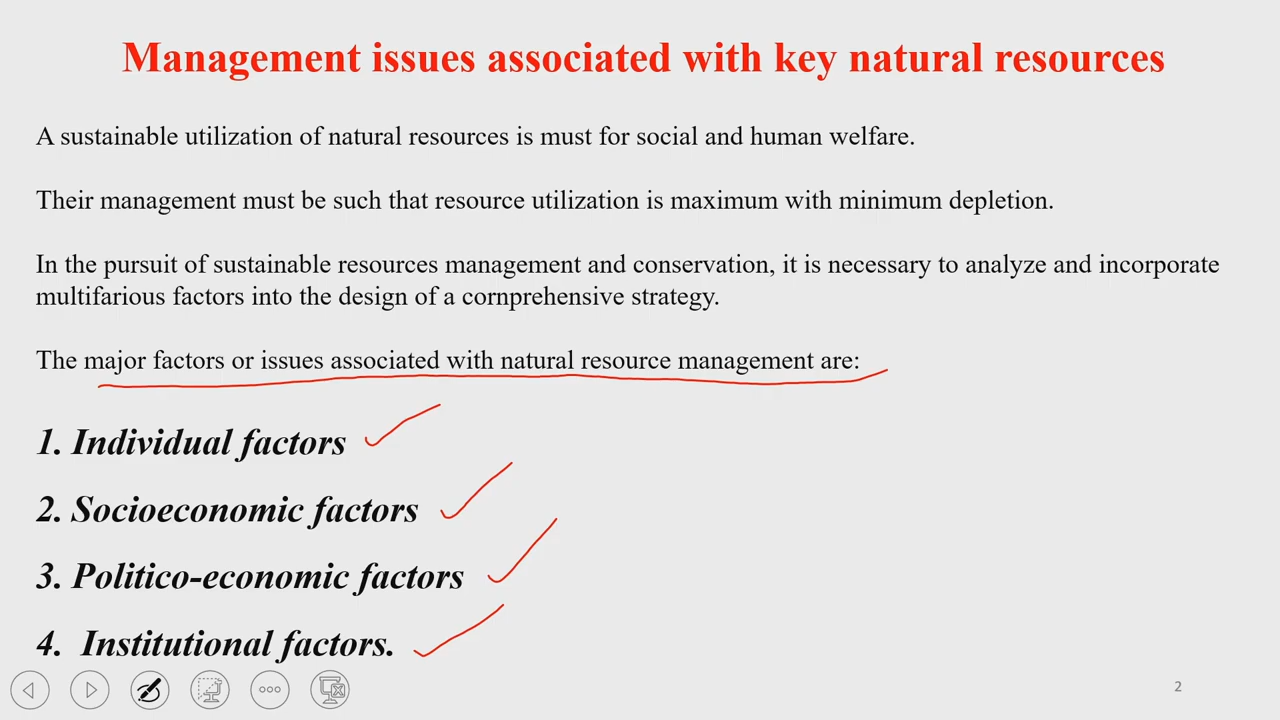 Management issues associated with key natural resources
A sustainable utilization of natural resources is must for social and human welfare.
Their management must be such that resource utilization is maximum with minimum depletion.
In the pursuit of sustainable resources management and conservation, it is necessary to analyze and incorporate
multifarious factors into the design of a cornprehensive strategy.
The major factors or issues associated with natural resource management are:
1. Individual factors
2. Socioeconomic factors
3. Politico-economic factors
4. Institutional factors.
2